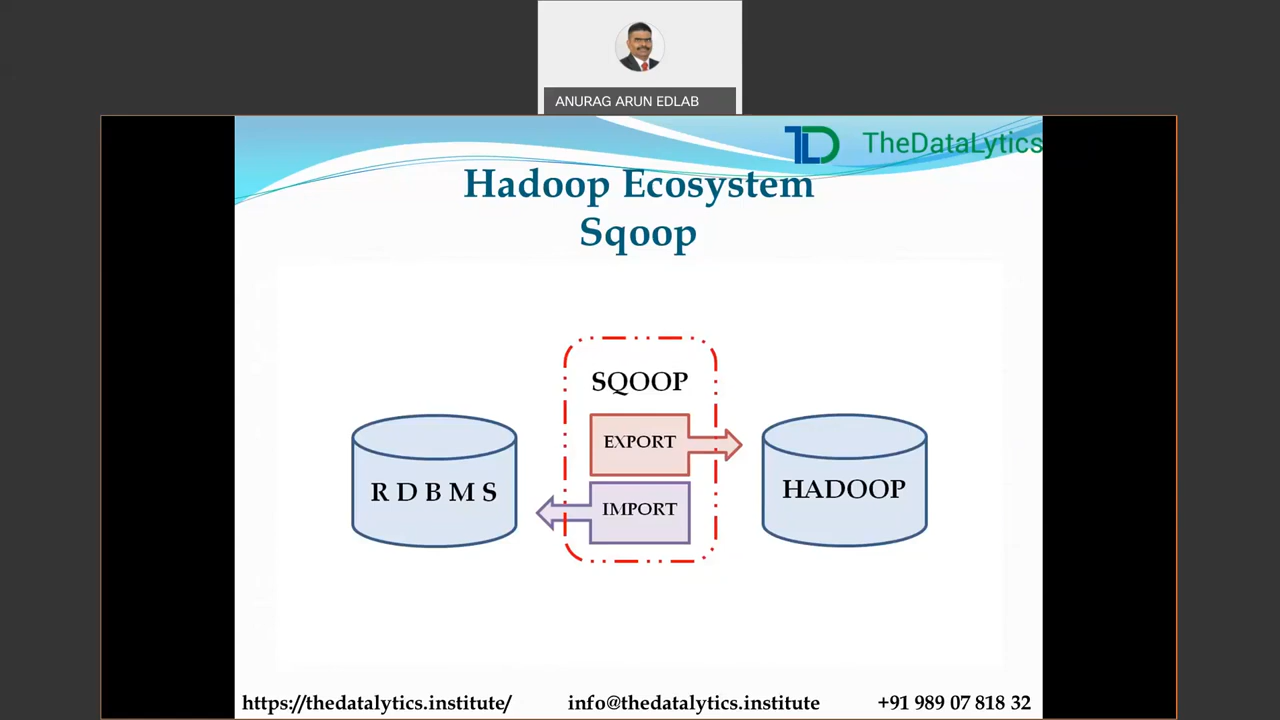 ANURAG ARUN EDLAB
TheDataLytics
Hadoop Ecosystem
Sqoop
SQOOP
EXPORT
R D B M S
HADOOP
IMPORT
https://thedatalytics.institute/ info@thedatalytics.institute +91 989 07 818 32